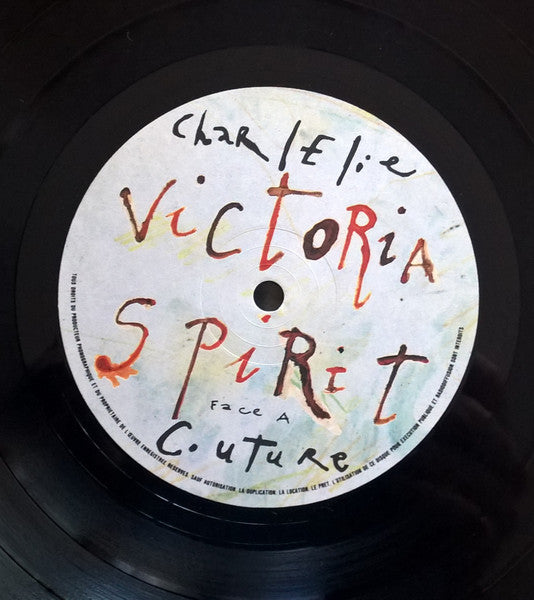 CharlElie
ViCTORiA
SPiRit
Face A
Couture
TOUS DROITS DU PRODUCTEUR PHONOGRAPHIQUE ET DU PROPRIETAIRE DE L'ŒUVRE ENREGISTREE RESERVES. SAUF AUTORISATION. LA DUPLICATION. LA LOCATION. LE PRET. L'UTILISATION DE CE DISQUE POUR EXECUTION PUBLIQUE ET RADIODIFFUSION SONT INTERDITS